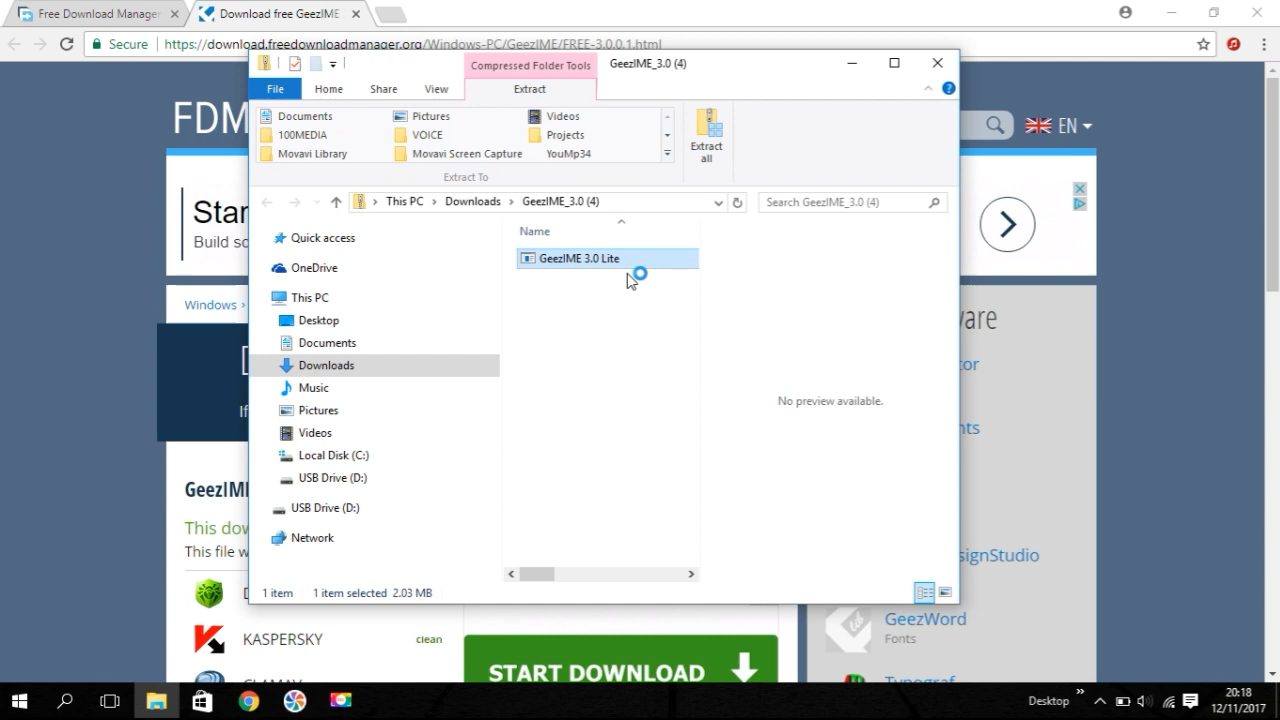 Free Download Manager
Download free GeezIME
Secure
https://download.freedownloadmanager.org/Windows-PC/GeezIME/FREE-3.0.0.1.html
Compressed Folder Tools
GeezIME_3.0 (4)
File
Home
Share
View
Extract
Documents
Pictures
Videos
100MEDIA
VOICE
Projects
Movavi Library
Movavi Screen Capture
YouMp34
Extract To
Extract
all
This PC
Downloads
GeezIME_3.0 (4)
Search GeezIME_3.0 (4)
Name
GeezIME 3.0 Lite
No preview available.
Quick access
OneDrive
This PC
Desktop
Documents
Downloads
Music
Pictures
Videos
Local Disk (C:)
USB Drive (D:)
USB Drive (D:)
Network
1 item
1 item selected 2.03 MB
FDM
EN
Windows ›
This
This file
KASPERSKY
clean
START DOWNLOAD
GeezWord
Fonts
Typograf
Desktop
20:18
12/11/2017